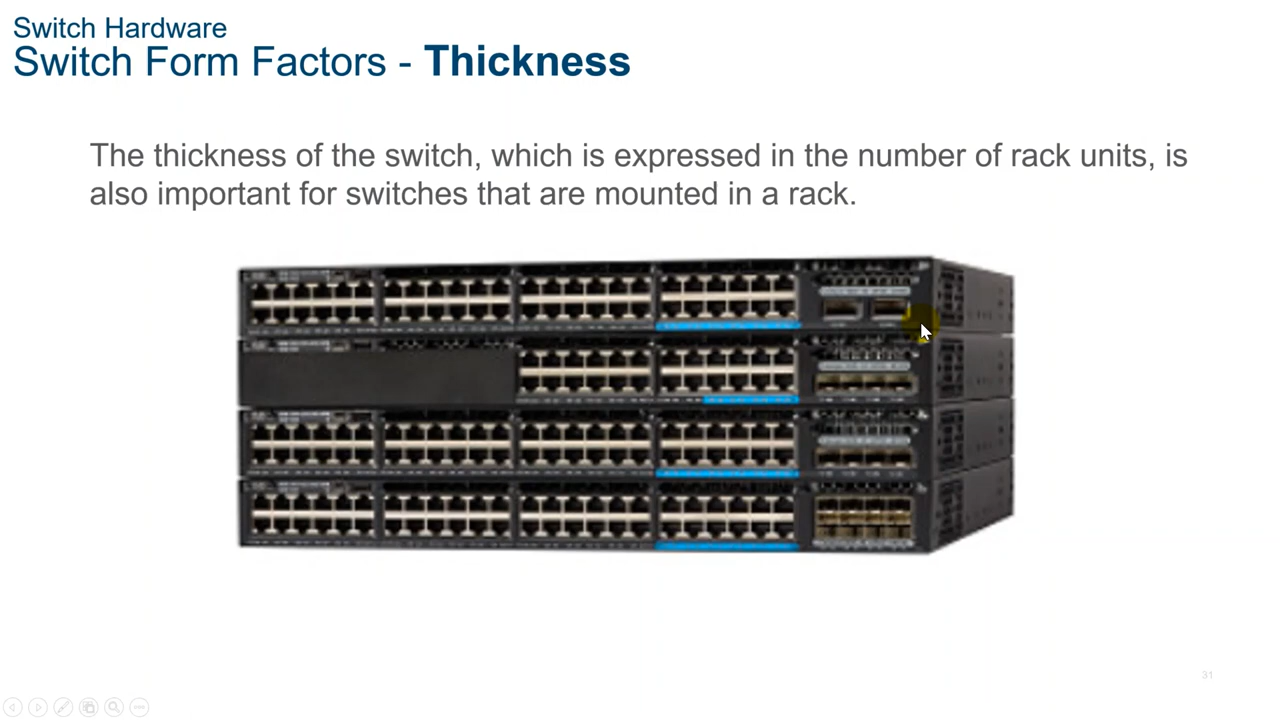 Switch Hardware
Switch Form Factors - Thickness
The thickness of the switch, which is expressed in the number of rack units, is
also important for switches that are mounted in a rack.
31